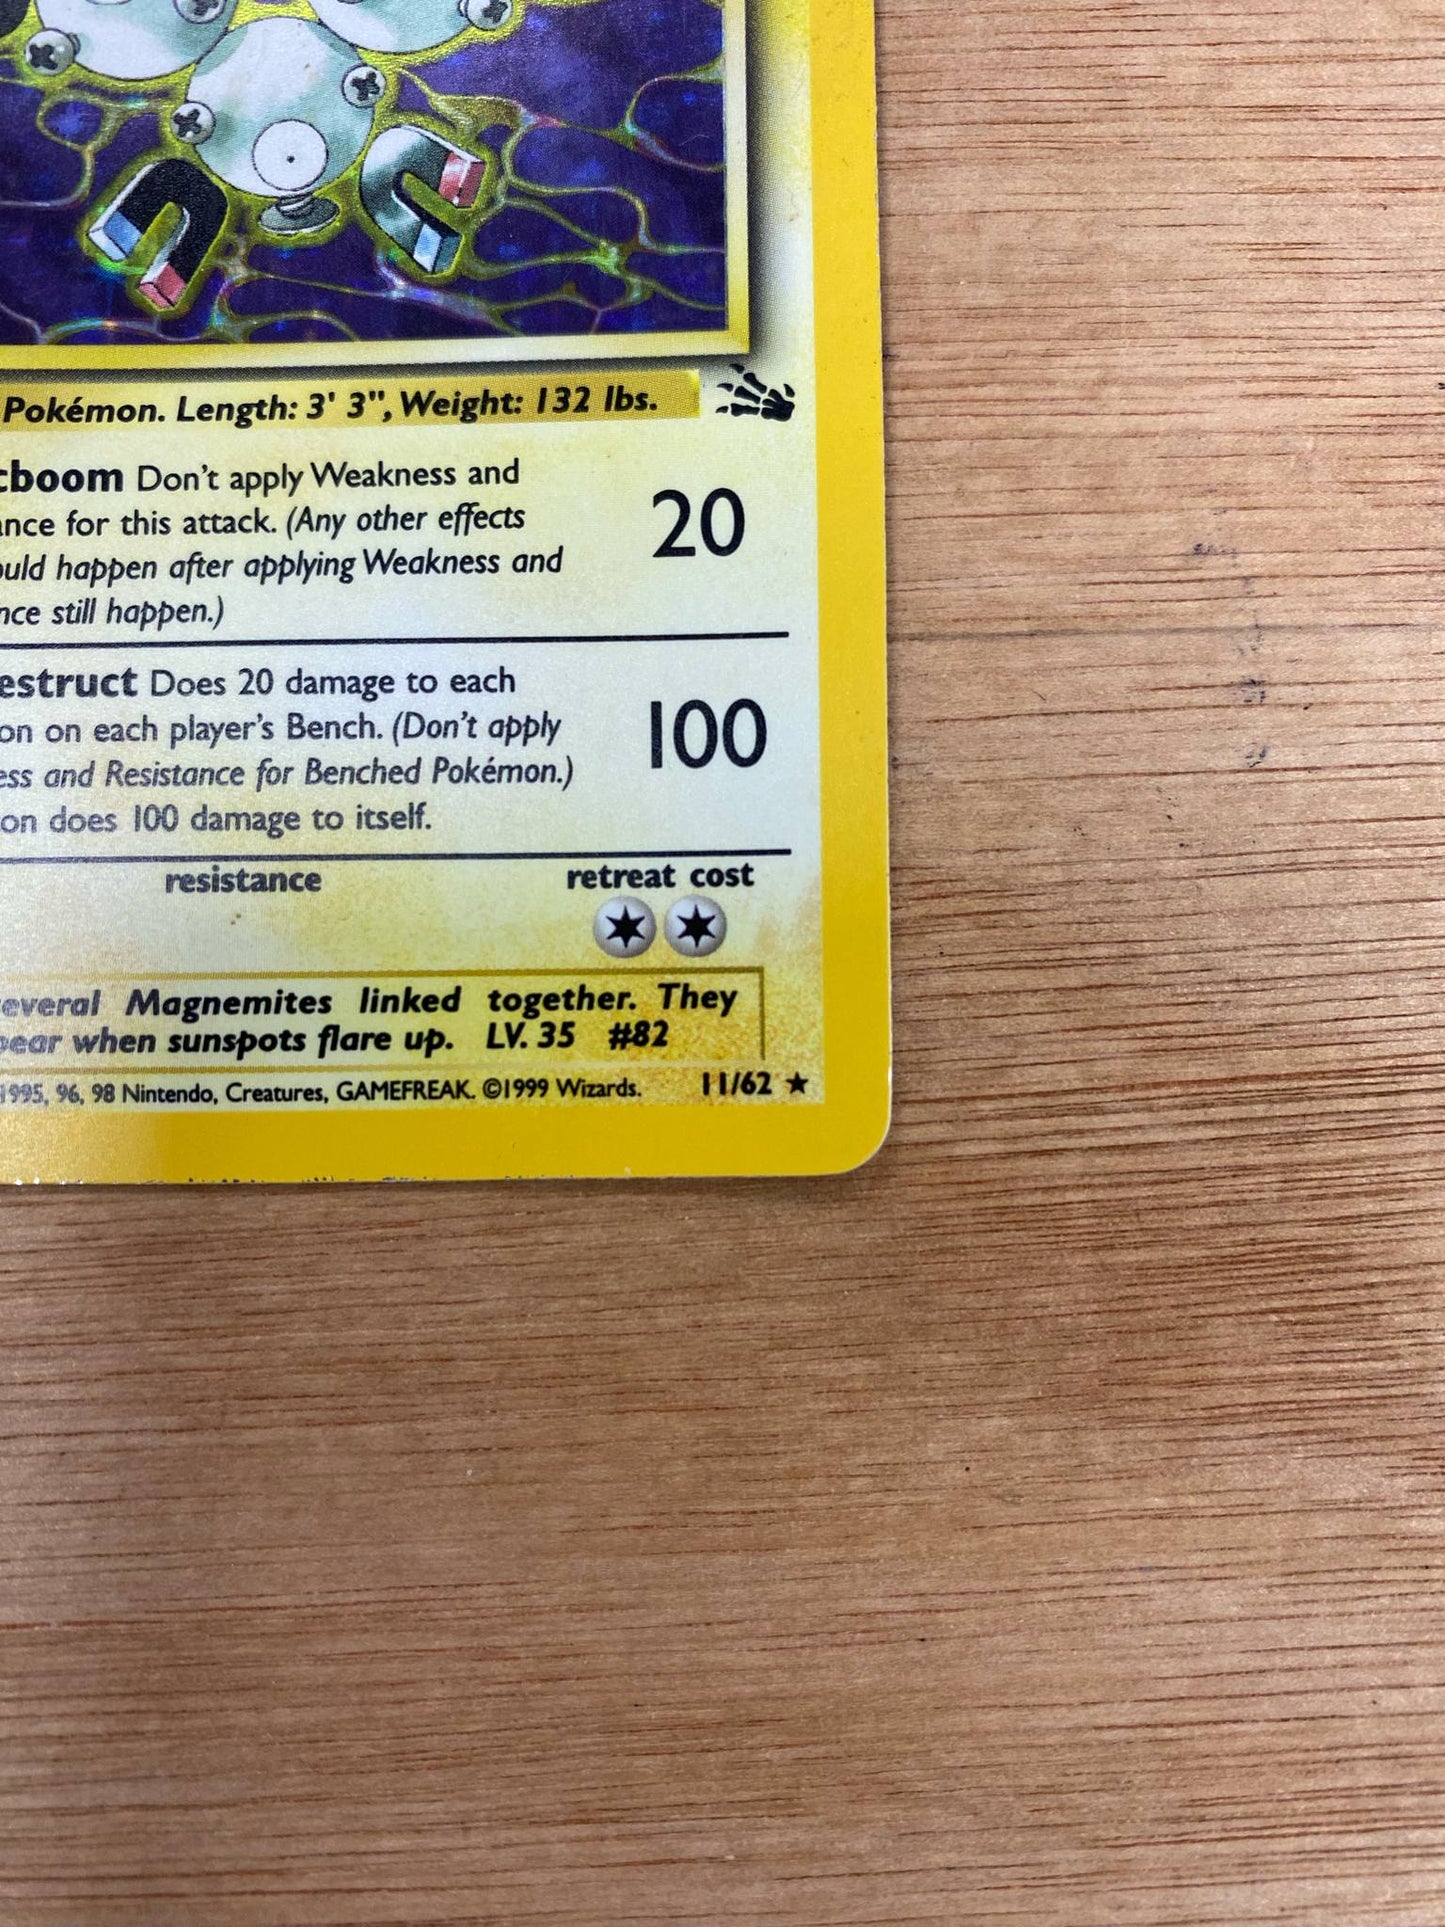 Pokémon. Length: 3' 3", Weight: 132 lbs.
cboom Don't apply Weakness and
ance for this attack. (Any other effects
20
ould happen after applying Weakness and
nce still happen.)
estruct Does 20 damage to each
on on each player's Bench. (Don't apply
100
ess and Resistance for Benched Pokémon.)
on does 100 damage to itself.
resistance retreat cost
everal Magnemites linked together. They
pear when sunspots flare up. LV. 35 #82
1995, 96, 98 Nintendo, Creatures, GAMEFREAK. ©1999 Wizards. 11/62 ★